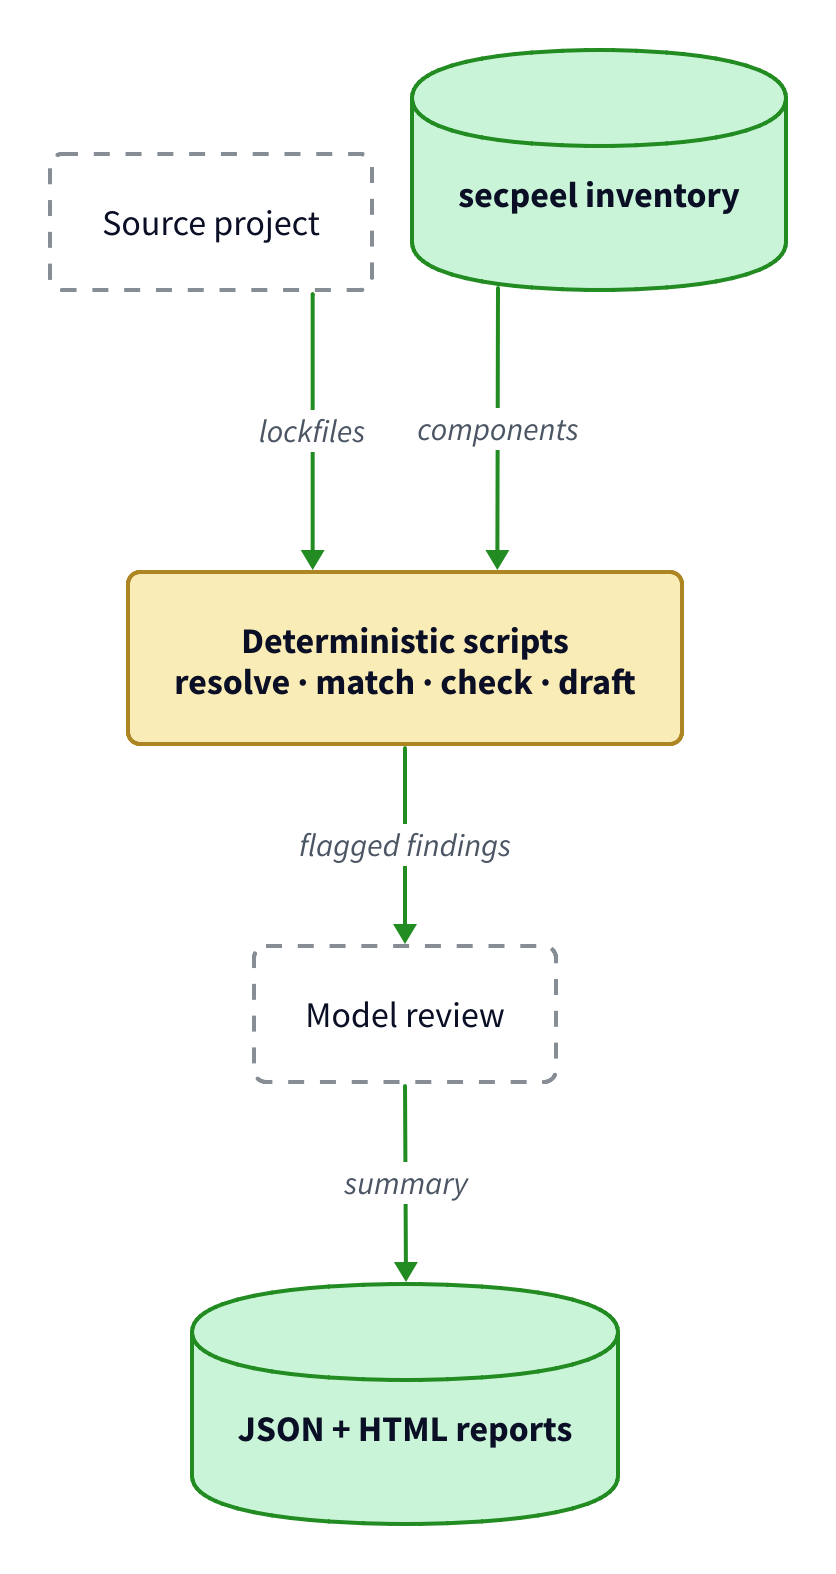 secpeel inventory
Source project
lockfiles
components
Deterministic scripts
resolve · match · check · draft
flagged findings
Model review
summary
JSON + HTML reports